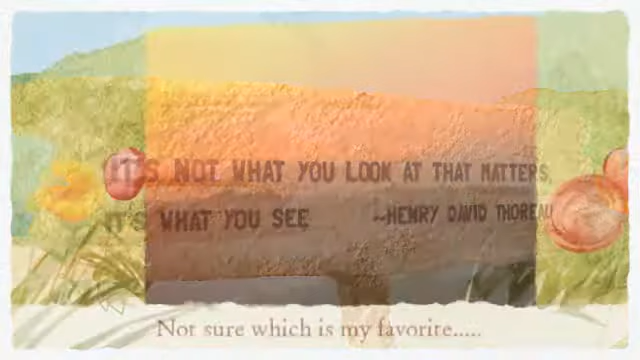 IT'S NOT WHAT YOU LOOK AT THAT MATTERS,
IT'S WHAT YOU SEE ~HENRY DAVID THOREAU
Not sure which is my favorite.....